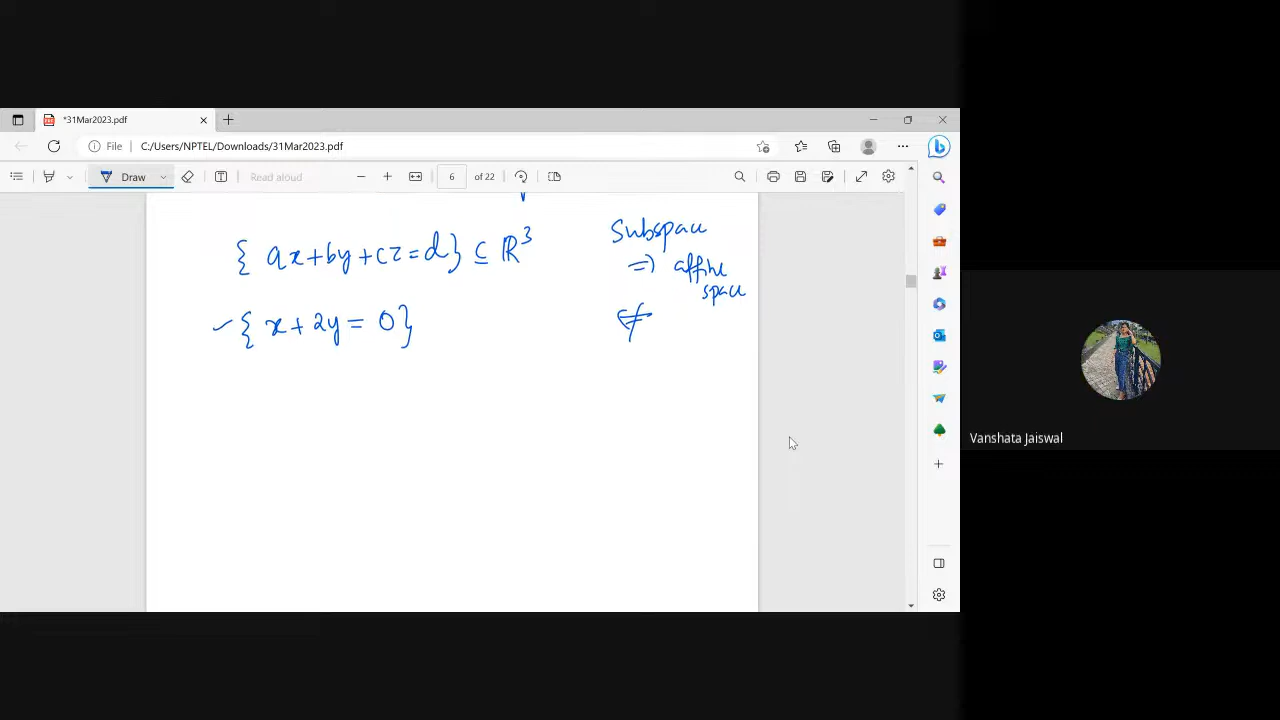 *31Mar2023.pdf
File C:/Users/NPTEL/Downloads/31Mar2023.pdf
Draw Read aloud 6 of 22
{ ax+by+cz=d} ⊆ ℝ³
✓{ x+2y= 0}
Subspace
⇒ affine
space
⇍
Vanshata Jaiswal